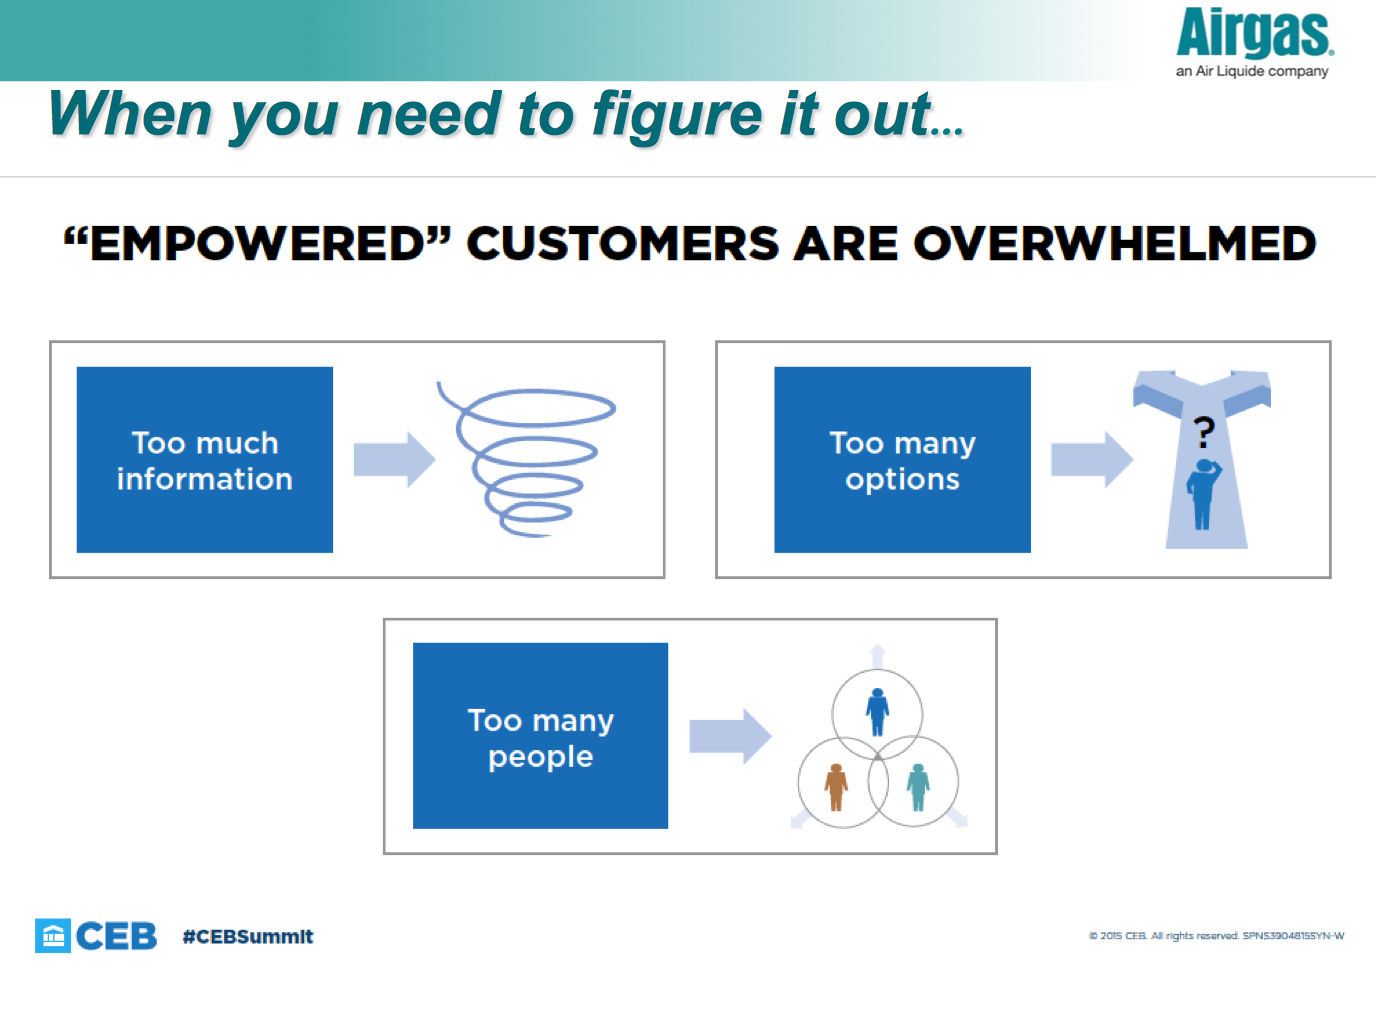 Airgas®
an Air Liquide company
When you need to figure it out...
“EMPOWERED” CUSTOMERS ARE OVERWHELMED
Too much
information
Too many
options
?
Too many
people
CEB
#CEBSummit
© 2015 CEB. All rights reserved. SPNS3904815SYN-W